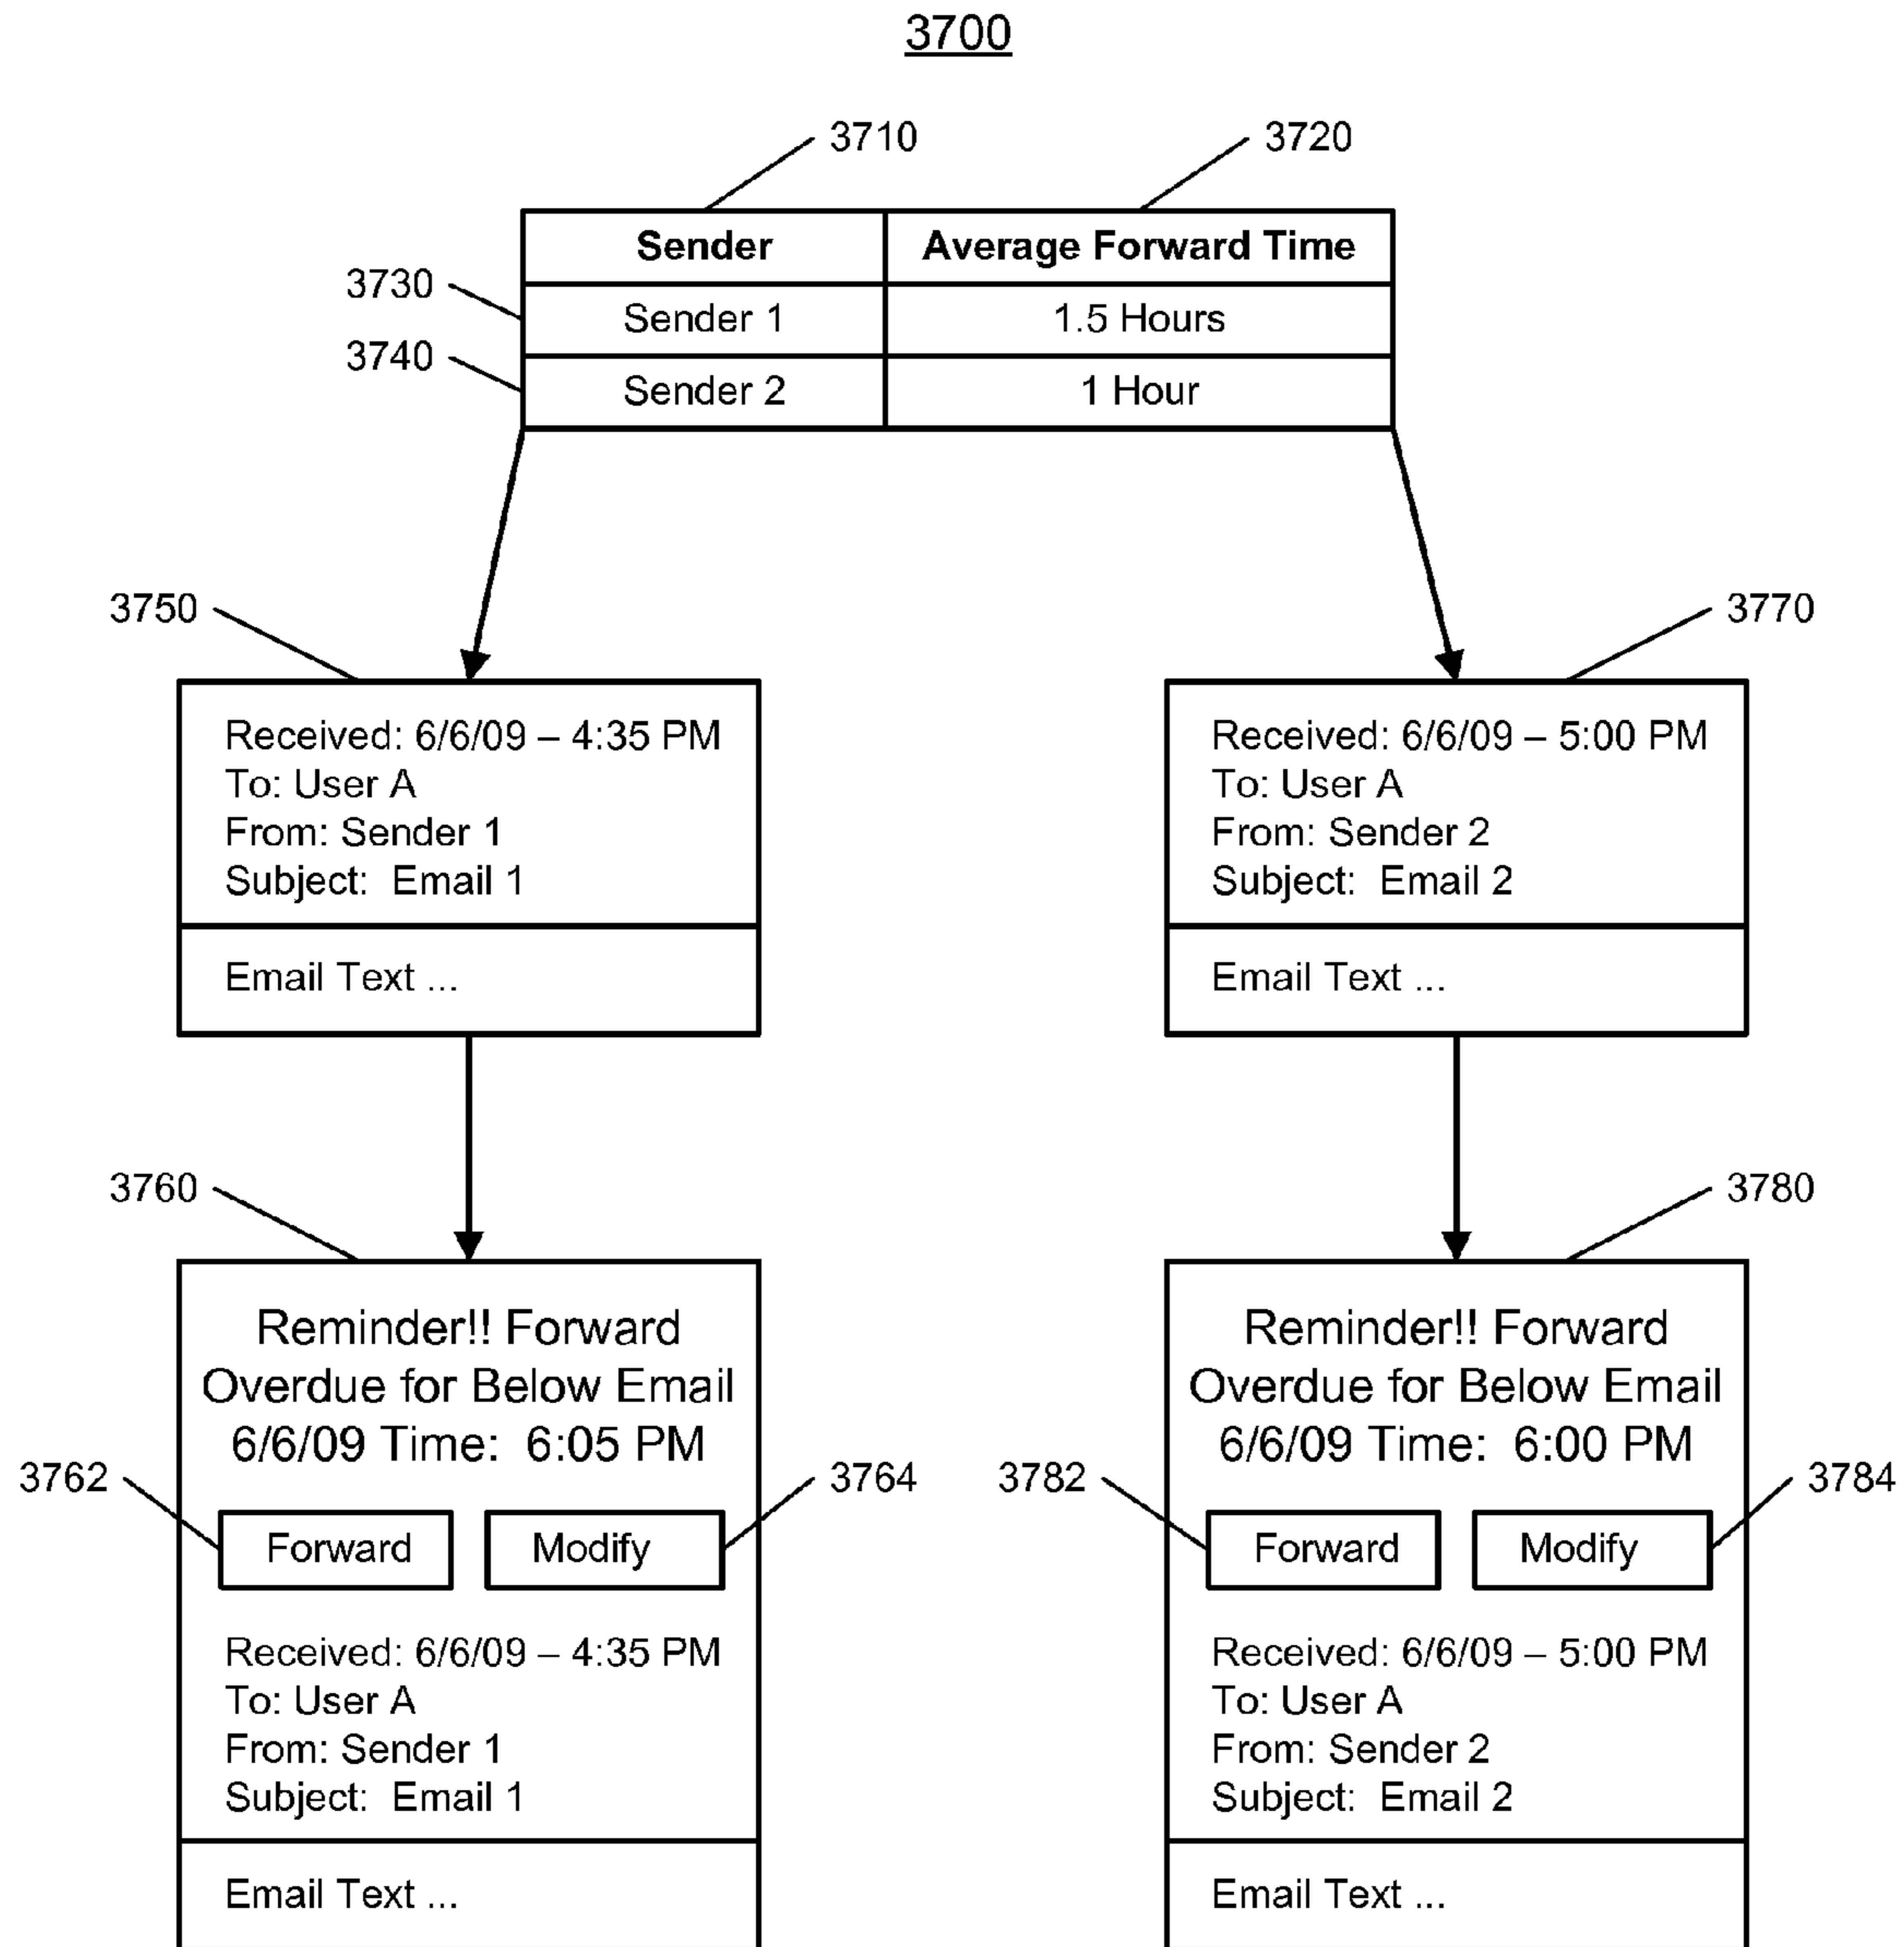 3700
3710
3720
Sender Average Forward Time
3730
Sender 1 1.5 Hours
3740
Sender 2 1 Hour
3750
Received: 6/6/09 – 4:35 PM
To: User A
From: Sender 1
Subject: Email 1
Email Text ...
3770
Received: 6/6/09 – 5:00 PM
To: User A
From: Sender 2
Subject: Email 2
Email Text ...
3760
Reminder!! Forward
Overdue for Below Email
6/6/09 Time: 6:05 PM
3762
3764
Forward Modify
Received: 6/6/09 – 4:35 PM
To: User A
From: Sender 1
Subject: Email 1
Email Text ...
3780
Reminder!! Forward
Overdue for Below Email
6/6/09 Time: 6:00 PM
3782
3784
Forward Modify
Received: 6/6/09 – 5:00 PM
To: User A
From: Sender 2
Subject: Email 2
Email Text ...